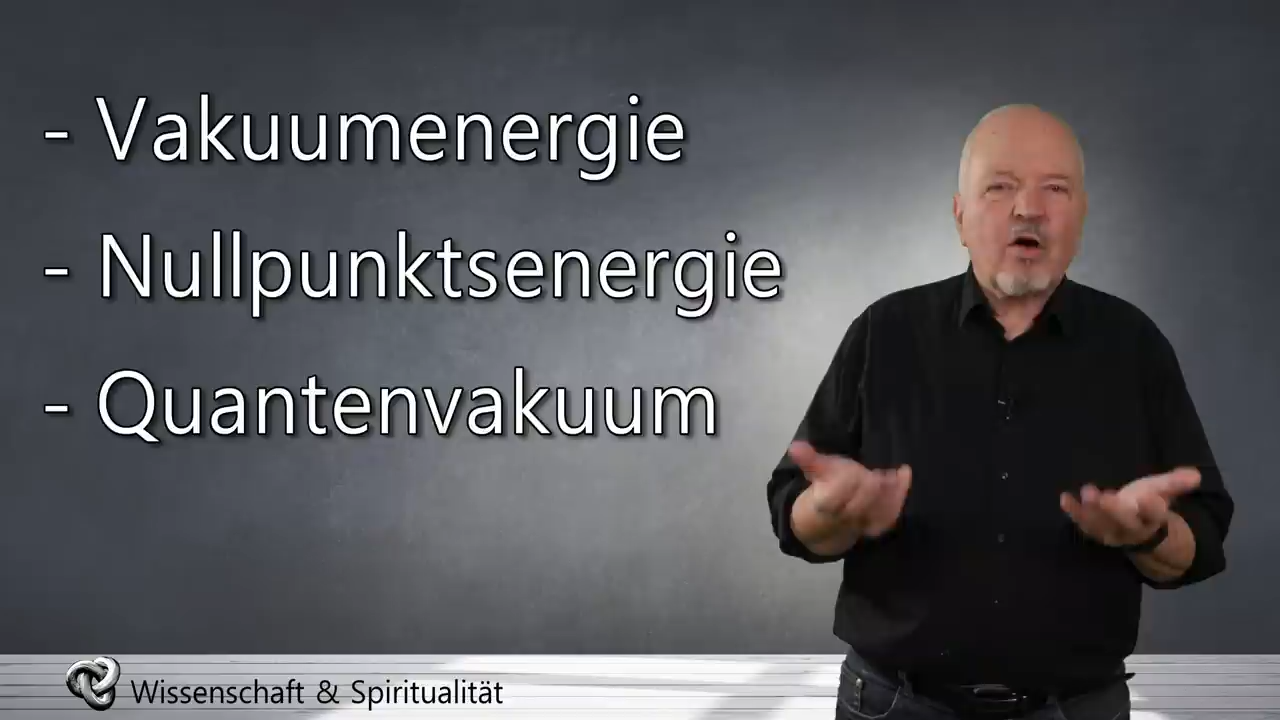 - Vakuumenergie
- Nullpunktsenergie
- Quantenvakuum
Wissenschaft & Spiritualität